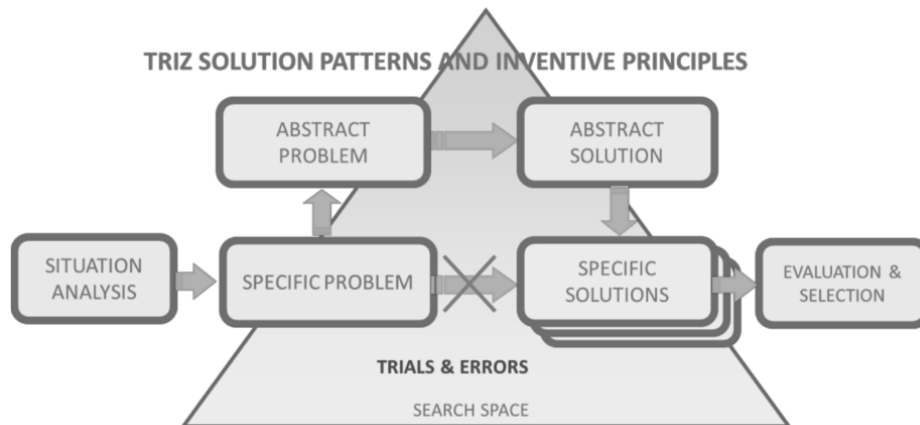 TRIZ SOLUTION PATTERNS AND INVENTIVE PRINCIPLES
ABSTRACT
PROBLEM
ABSTRACT
SOLUTION
SITUATION
ANALYSIS
SPECIFIC PROBLEM
SPECIFIC
SOLUTIONS
EVALUATION &
SELECTION
TRIALS & ERRORS
SEARCH SPACE